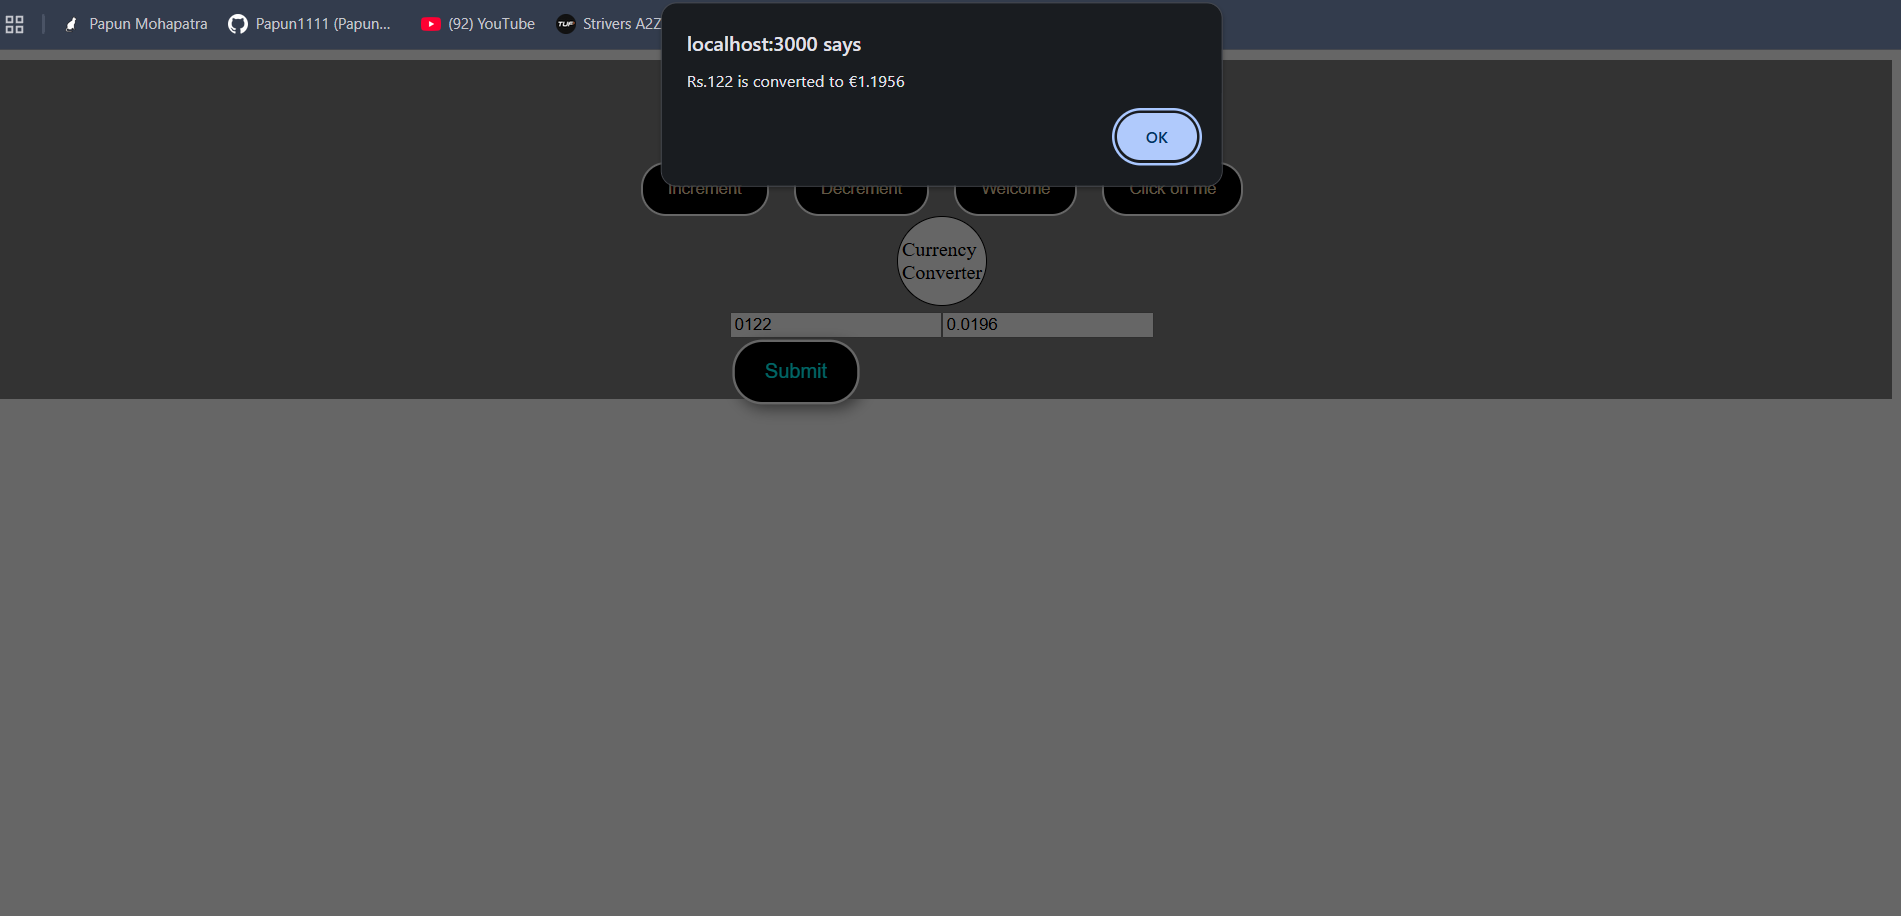 Papun Mohapatra Papun1111 (Papun... (92) YouTube TUF Strivers A2Z
localhost:3000 says
Rs.122 is converted to €1.1956
OK
Increment Decrement Welcome Click on me
Currency
Converter
0122 0.0196
Submit